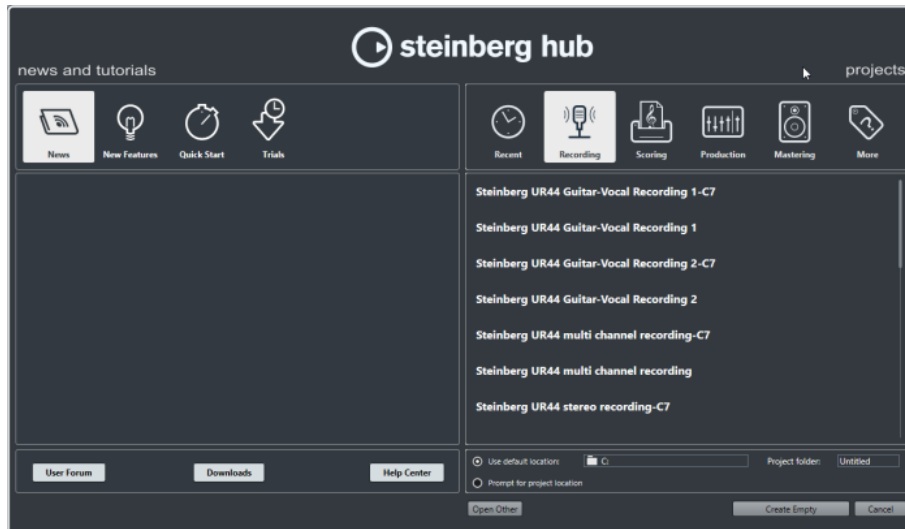 steinberg hub
news and tutorials
projects
News
New Features
Quick Start
Trials
Recent
Recording
Scoring
Production
Mastering
More
Steinberg UR44 Guitar-Vocal Recording 1-C7
Steinberg UR44 Guitar-Vocal Recording 1
Steinberg UR44 Guitar-Vocal Recording 2-C7
Steinberg UR44 Guitar-Vocal Recording 2
Steinberg UR44 multi channel recording-C7
Steinberg UR44 multi channel recording
Steinberg UR44 stereo recording-C7
User Forum
Downloads
Help Center
Use default location:
C:
Project folder:
Untitled
Prompt for project location
Open Other
Create Empty
Cancel